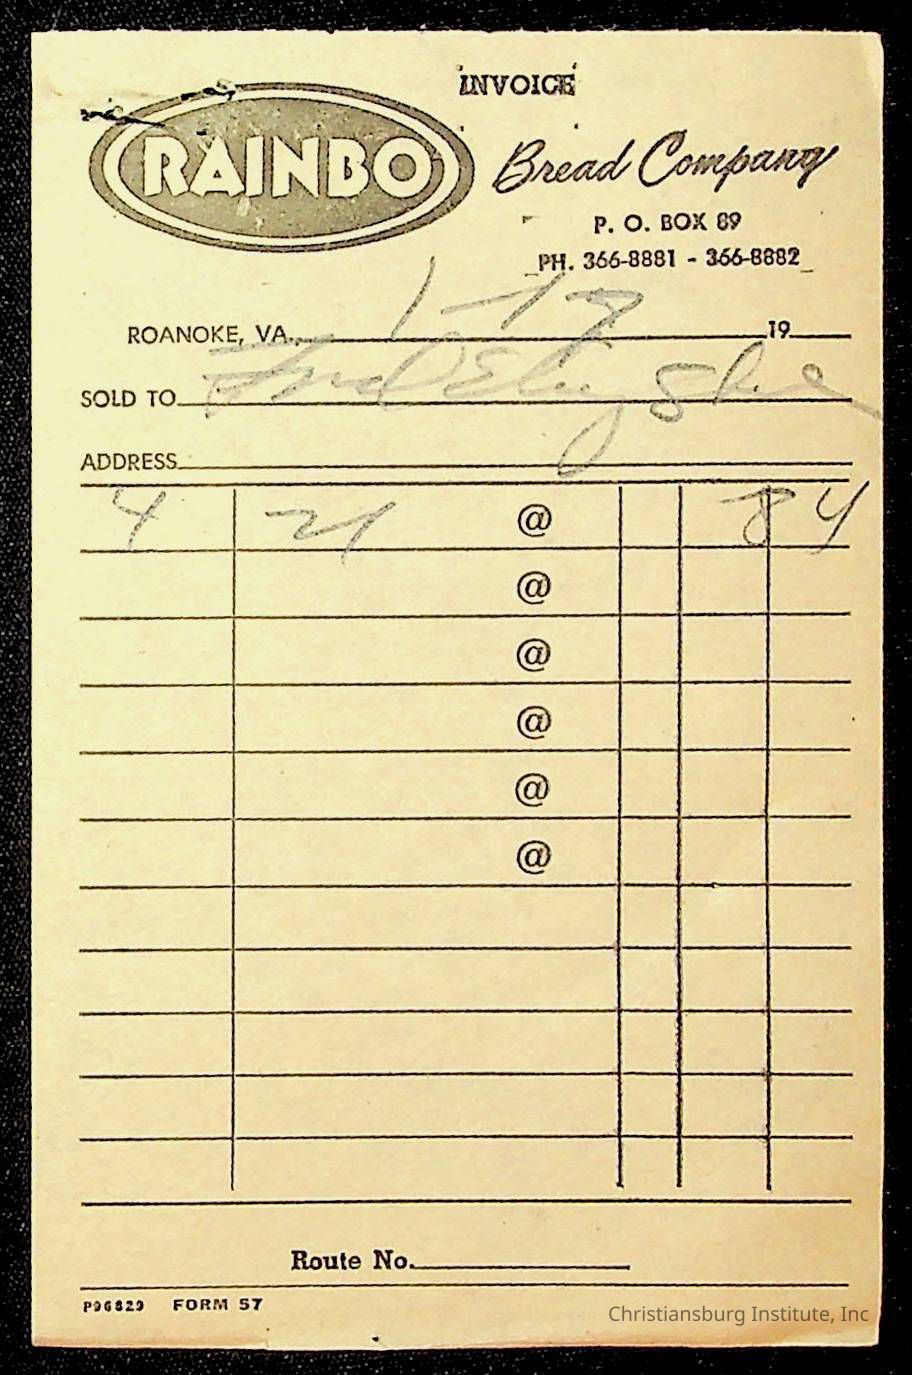 INVOICE
RAINBO
Bread Company
P. O. BOX 89
PH. 366-8881 - 366-8882
ROANOKE, VA. 1-17 19
SOLD TO
ADDRESS
4 21 @ 84
@
@
@
@
@
Route No.
P96829 FORM 57
Christiansburg Institute, Inc